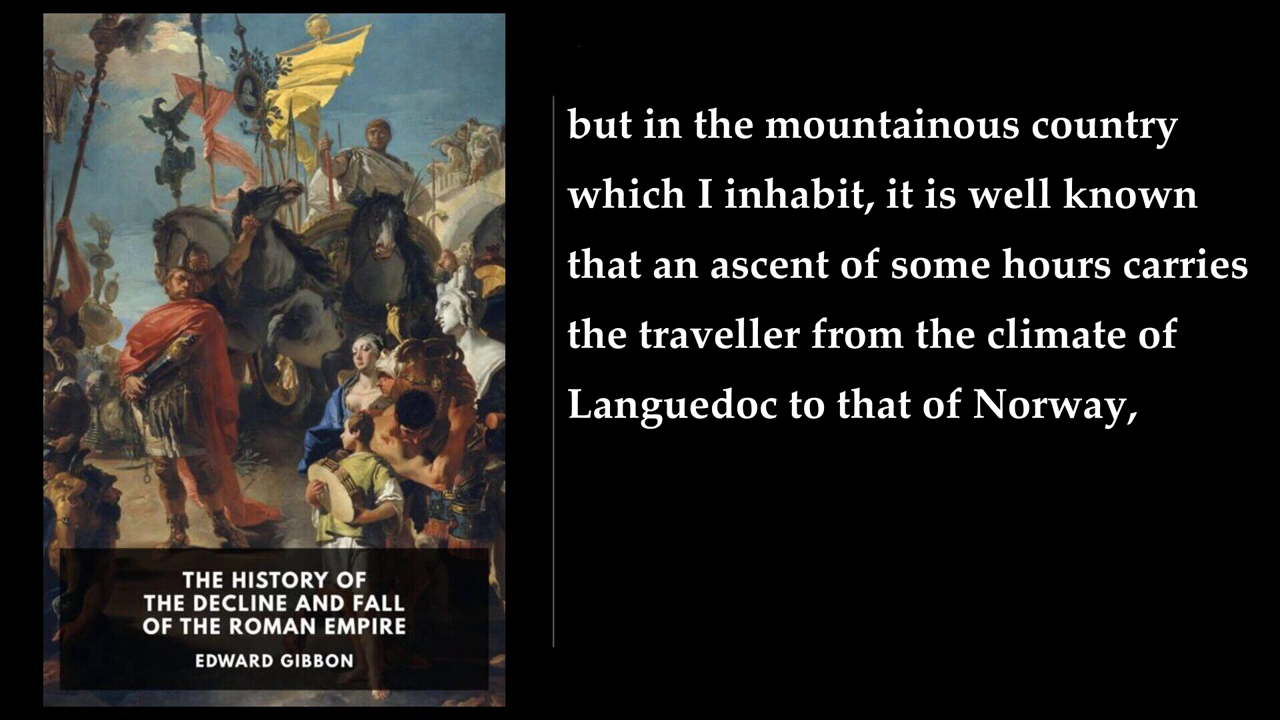 but in the mountainous country
which I inhabit, it is well known
that an ascent of some hours carries
the traveller from the climate of
Languedoc to that of Norway,
THE HISTORY OF
THE DECLINE AND FALL
OF THE ROMAN EMPIRE
EDWARD GIBBON